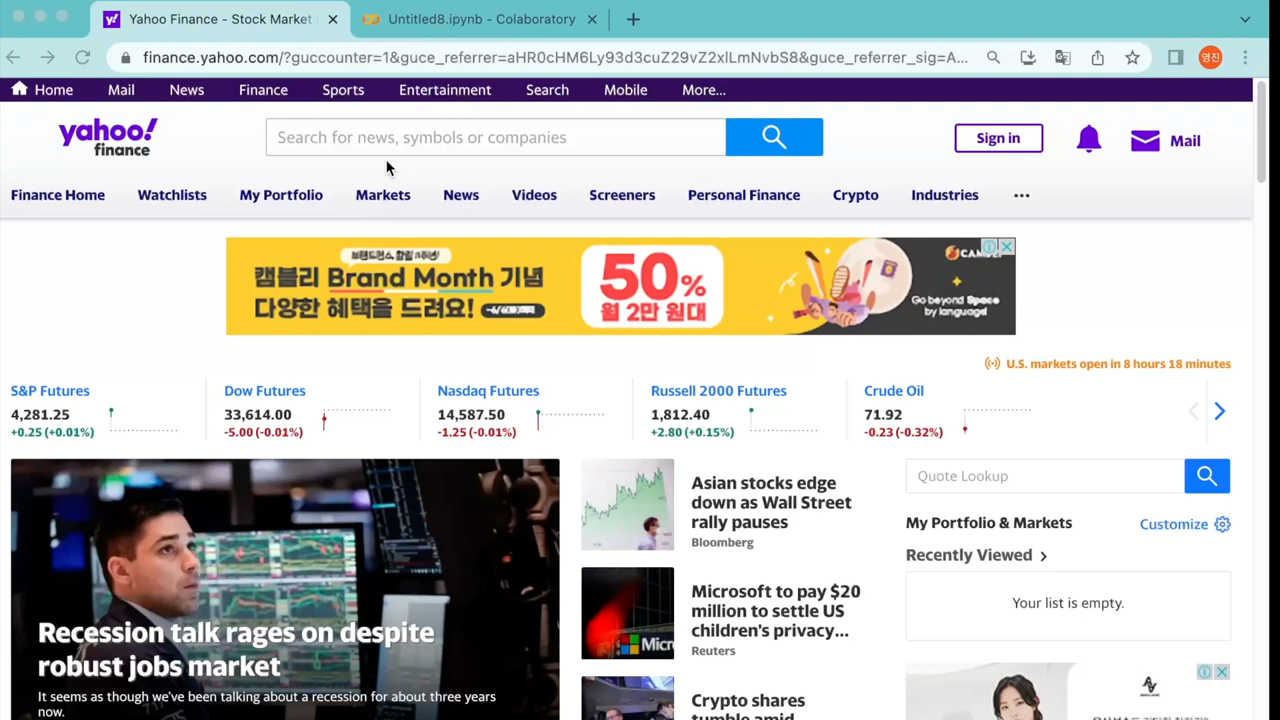 Yahoo Finance - Stock Market
Untitled8.ipynb - Colaboratory
finance.yahoo.com/?guccounter=1&guce_referrer=aHR0cHM6Ly93d3cuZ29vZ2xlLmNvbS8&guce_referrer_sig=A...
영진
Home Mail News Finance Sports Entertainment Search Mobile More...
yahoo!
finance
Search for news, symbols or companies
Sign in
Mail
Finance Home Watchlists My Portfolio Markets News Videos Screeners Personal Finance Crypto Industries ...
캠블리 Brand Month 기념
다양한 혜택을 드려요!
50%
월 2만 원대
Go beyond Space
by language!
U.S. markets open in 8 hours 18 minutes
S&P Futures
4,281.25
+0.25 (+0.01%)
Dow Futures
33,614.00
-5.00 (-0.01%)
Nasdaq Futures
14,587.50
-1.25 (-0.01%)
Russell 2000 Futures
1,812.40
+2.80 (+0.15%)
Crude Oil
71.92
-0.23 (-0.32%)
Recession talk rages on despite
robust jobs market
It seems as though we've been talking about a recession for about three years
now.
Asian stocks edge
down as Wall Street
rally pauses
Bloomberg
Microsoft to pay $20
million to settle US
children's privacy...
Reuters
Crypto shares
Quote Lookup
My Portfolio & Markets
Customize
Recently Viewed
Your list is empty.